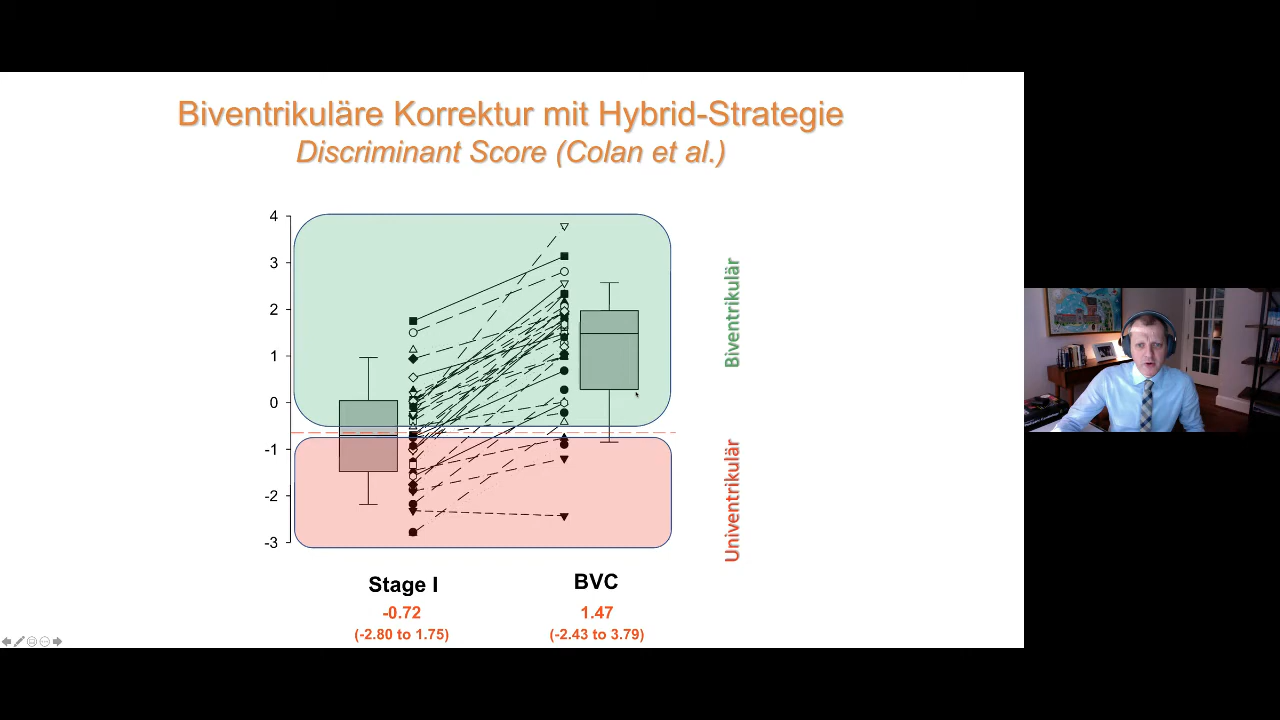 Biventrikuläre Korrektur mit Hybrid-Strategie
Discriminant Score (Colan et al.)
4
3
2
1
0
-1
-2
-3
Biventrikulär
Univentrikulär
Stage I
BVC
-0.72
1.47
(-2.80 to 1.75)
(-2.43 to 3.79)